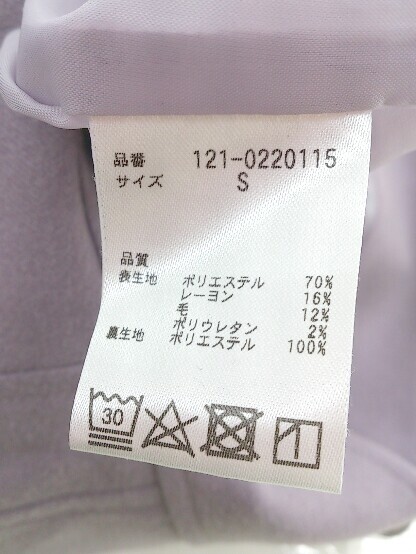 品番 121-0220115
サイズ S
品質
表生地 ポリエステル 70%
レーヨン 16%
毛 12%
ポリウレタン 2%
裏生地 ポリエステル 100%
30